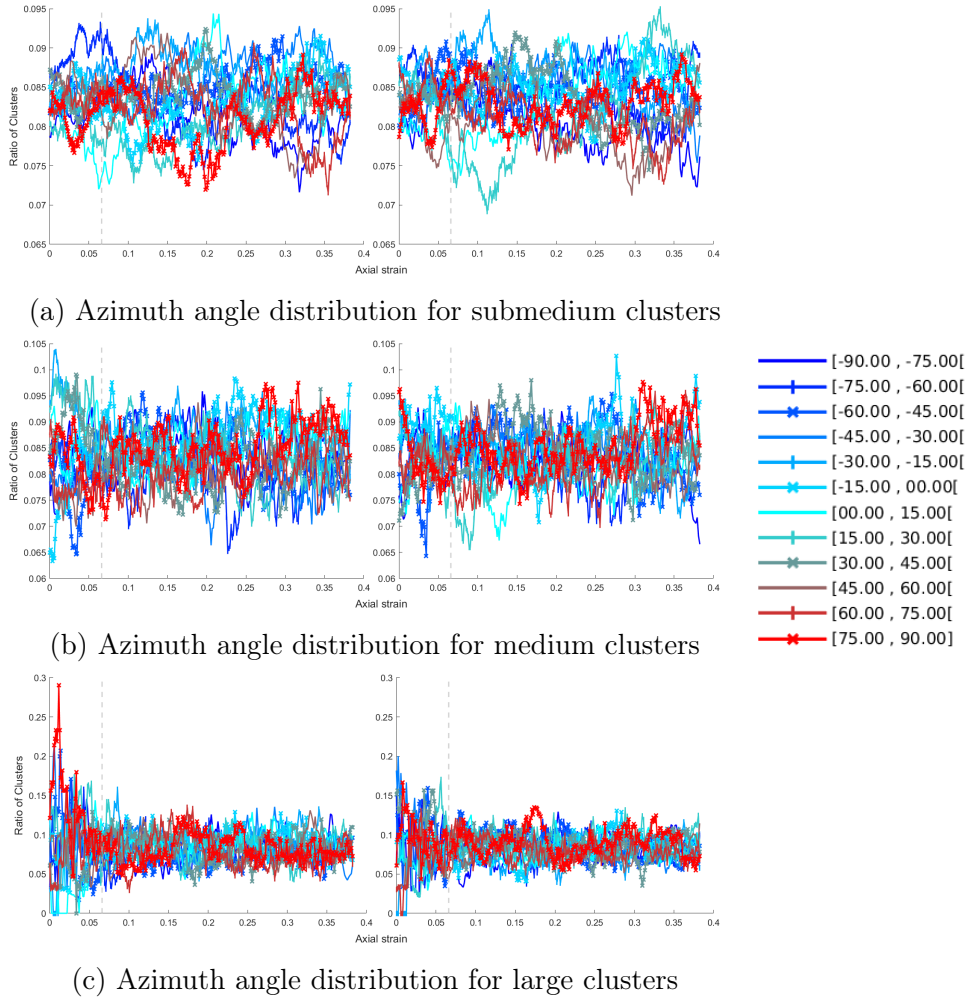 0.095
0.09
0.085
0.08
0.075
0.07
0.065
Ratio of Clusters
0 0.05 0.1 0.15 0.2 0.25 0.3 0.35 0.4
0.095
0.09
0.085
0.08
0.075
0.07
0.065
0 0.05 0.1 0.15 0.2 0.25 0.3 0.35 0.4
Axial strain
(a) Azimuth angle distribution for submedium clusters
0.105
0.1
0.095
0.09
0.085
0.08
0.075
0.07
0.065
0.06
Ratio of Clusters
0 0.05 0.1 0.15 0.2 0.25 0.3 0.35 0.4
0.105
0.1
0.095
0.09
0.085
0.08
0.075
0.07
0.065
0.06
0 0.05 0.1 0.15 0.2 0.25 0.3 0.35 0.4
Axial strain
(b) Azimuth angle distribution for medium clusters
0.3
0.25
0.2
0.15
0.1
0.05
0
Ratio of Clusters
0 0.05 0.1 0.15 0.2 0.25 0.3 0.35 0.4
0.3
0.25
0.2
0.15
0.1
0.05
0
0 0.05 0.1 0.15 0.2 0.25 0.3 0.35 0.4
Axial strain
(c) Azimuth angle distribution for large clusters
[-90.00 , -75.00[
[-75.00 , -60.00[
[-60.00 , -45.00[
[-45.00 , -30.00[
[-30.00 , -15.00[
[-15.00 , 00.00[
[00.00 , 15.00[
[15.00 , 30.00[
[30.00 , 45.00[
[45.00 , 60.00[
[60.00 , 75.00[
[75.00 , 90.00]